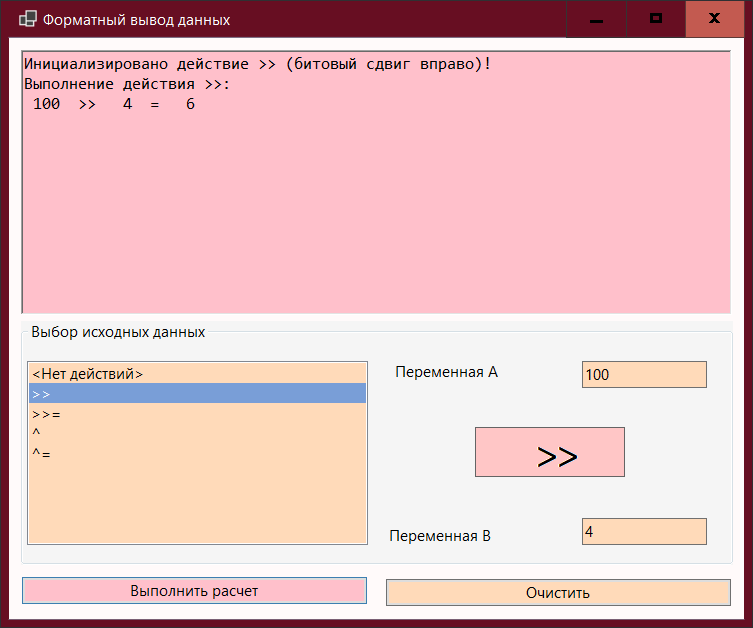 Форматный вывод данных
Инициализировано действие >> (битовый сдвиг вправо)!
Выполнение действия >>:
100 >> 4 = 6
Выбор исходных данных
<Нет действий>
>>
>>=
^
^=
Переменная А
100
>>
Переменная В
4
Выполнить расчет
Очистить